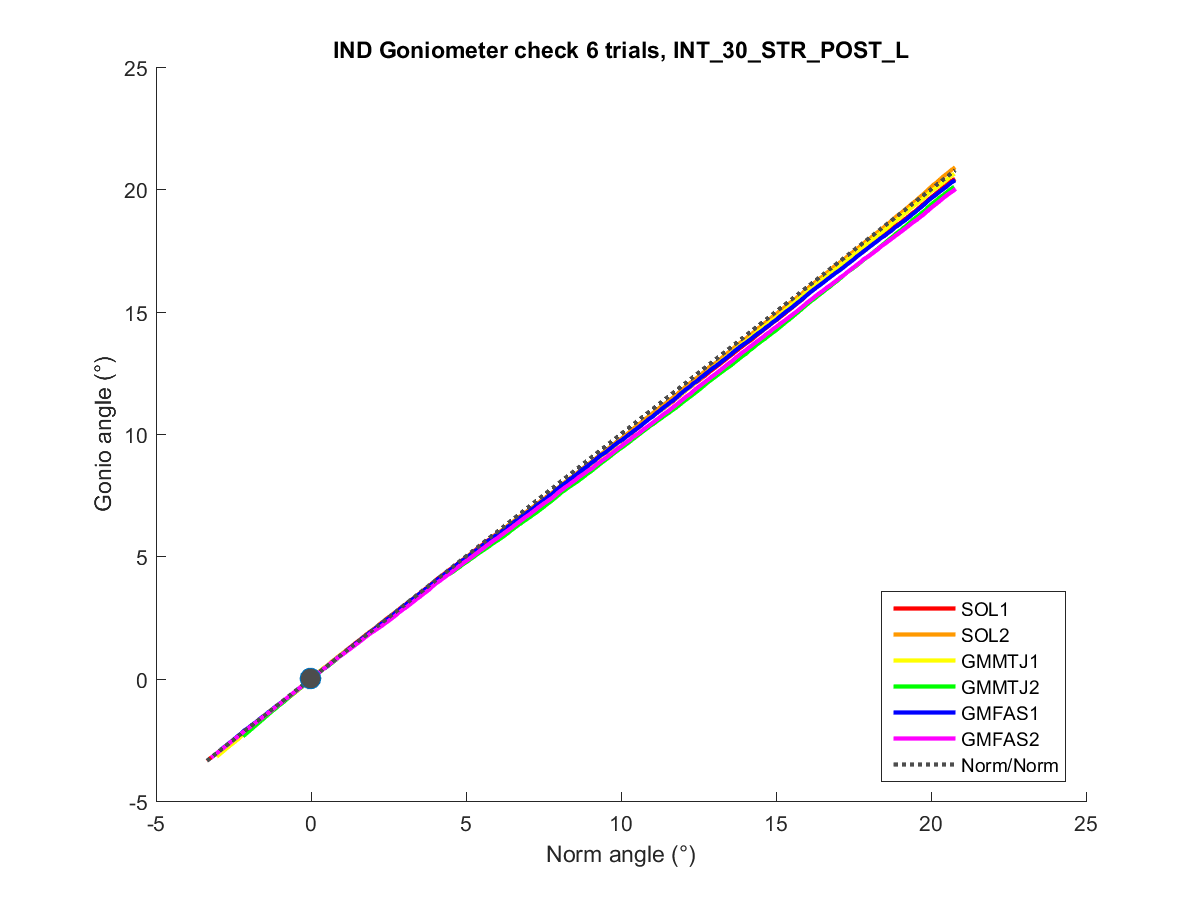 IND Goniometer check 6 trials, INT_30_STR_POST_L
25
20
15
10
5
0
-5
Gonio angle (°)
-5 0 5 10 15 20 25
Norm angle (°)
SOL1
SOL2
GMMTJ1
GMMTJ2
GMFAS1
GMFAS2
Norm/Norm